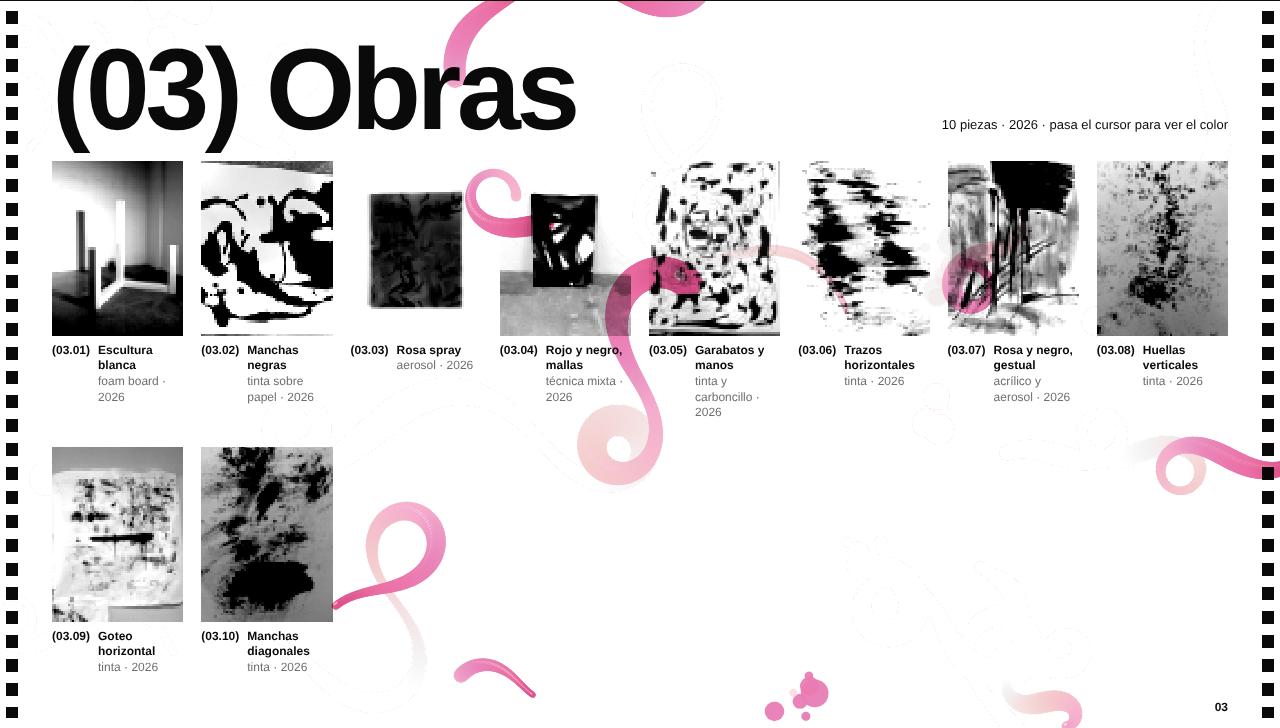 (03) Obras
10 piezas · 2026 · pasa el cursor para ver el color
(03.01) Escultura
blanca
foam board ·
2026
(03.02) Manchas
negras
tinta sobre
papel · 2026
(03.03) Rosa spray
aerosol · 2026
(03.04) Rojo y negro,
mallas
técnica mixta ·
2026
(03.05) Garabatos y
manos
tinta y
carboncillo ·
2026
(03.06) Trazos
horizontales
tinta · 2026
(03.07) Rosa y negro,
gestual
acrílico y
aerosol · 2026
(03.08) Huellas
verticales
tinta · 2026
(03.09) Goteo
horizontal
tinta · 2026
(03.10) Manchas
diagonales
tinta · 2026
03